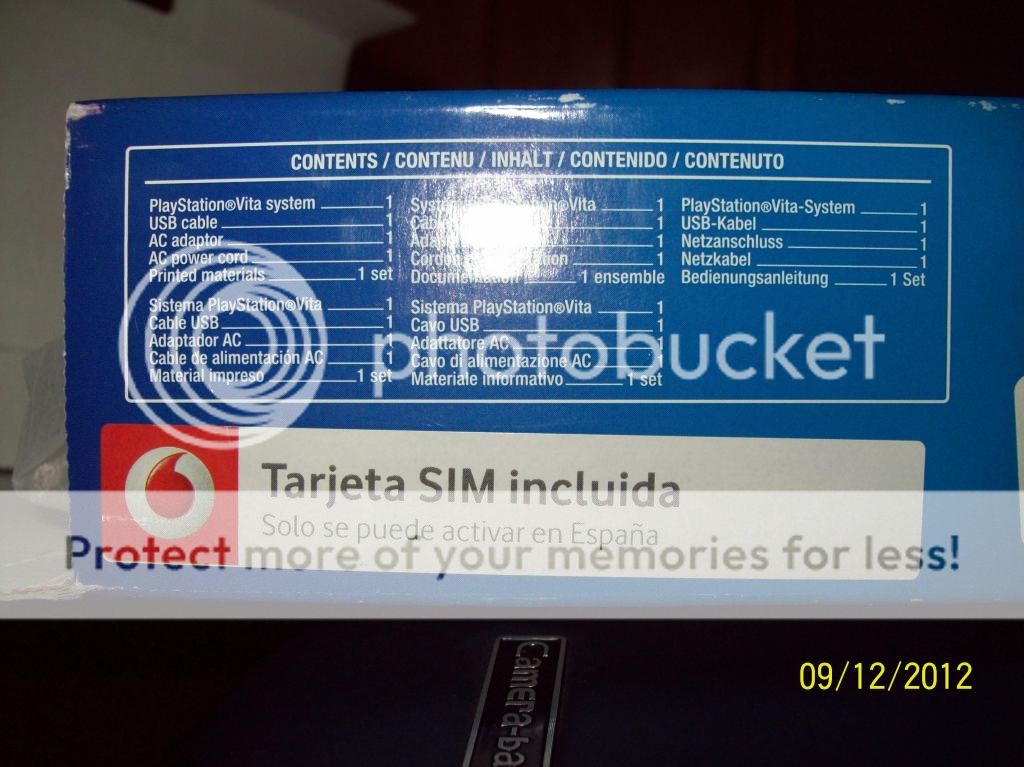 CONTENTS / CONTENU / INHALT / CONTENIDO / CONTENUTO
PlayStation®Vita system 1
USB cable 1
AC adaptor 1
AC power cord 1
Printed materials 1 set
Vita 1
1
1
1
1 ensemble
PlayStation®Vita-System 1
USB-Kabel 1
Netzanschluss 1
Netzkabel 1
Bedienungsanleitung 1 Set
Sistema PlayStation®Vita 1
Cable USB 1
Adaptador AC 1
Cable de alimentación AC 1
Material impreso 1 set
Sistema PlayStation®Vita 1
Cavo USB 1
Adattatore AC 1
Cavo di alimentazione AC 1
Materiale informativo 1 set
photobucket
Tarjeta SIM incluida
Solo se puede activar en España
Protect more of your memories for less!
Camera-ba
09/12/2012